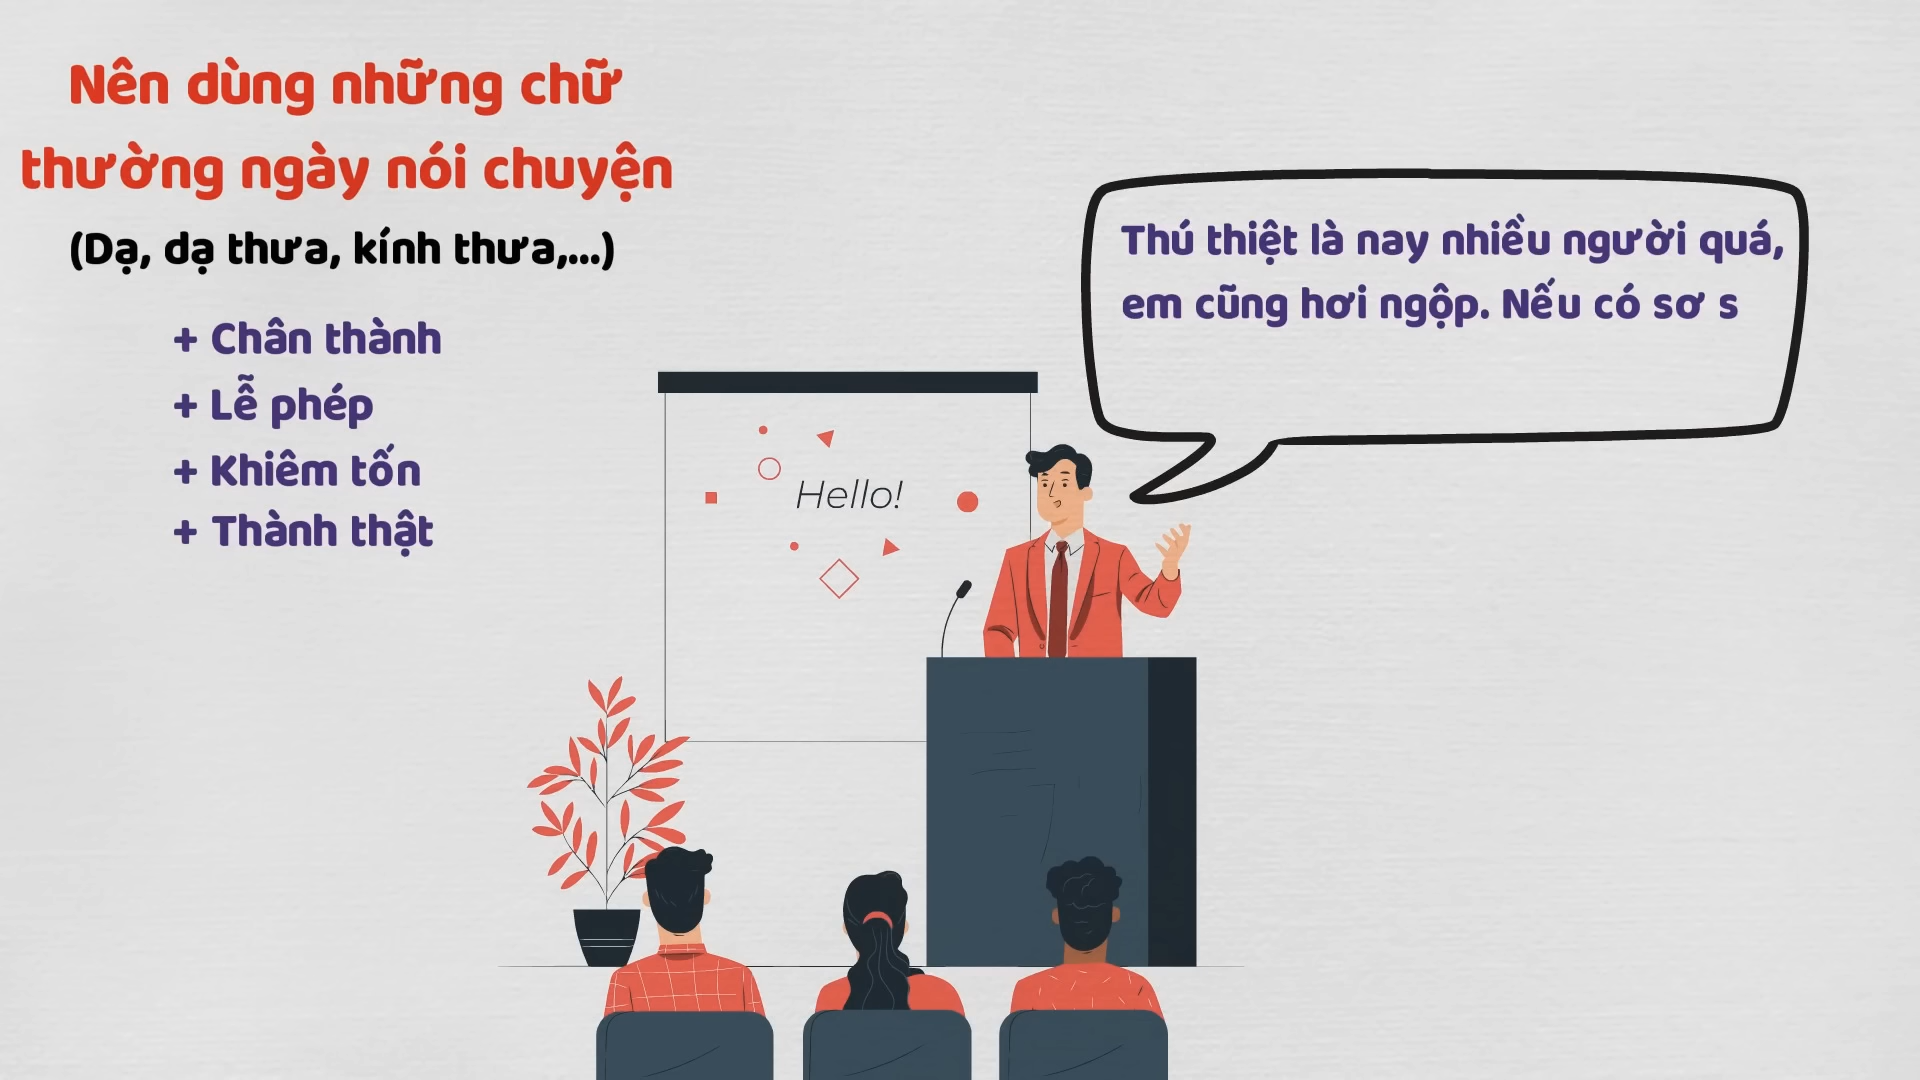 Nên dùng những chữ
thường ngày nói chuyện
(Dạ, dạ thưa, kính thưa,...)
+ Chân thành
+ Lễ phép
+ Khiêm tốn
+ Thành thật
Thú thiệt là nay nhiều người quá,
em cũng hơi ngộp. Nếu có sơ s
Hello!